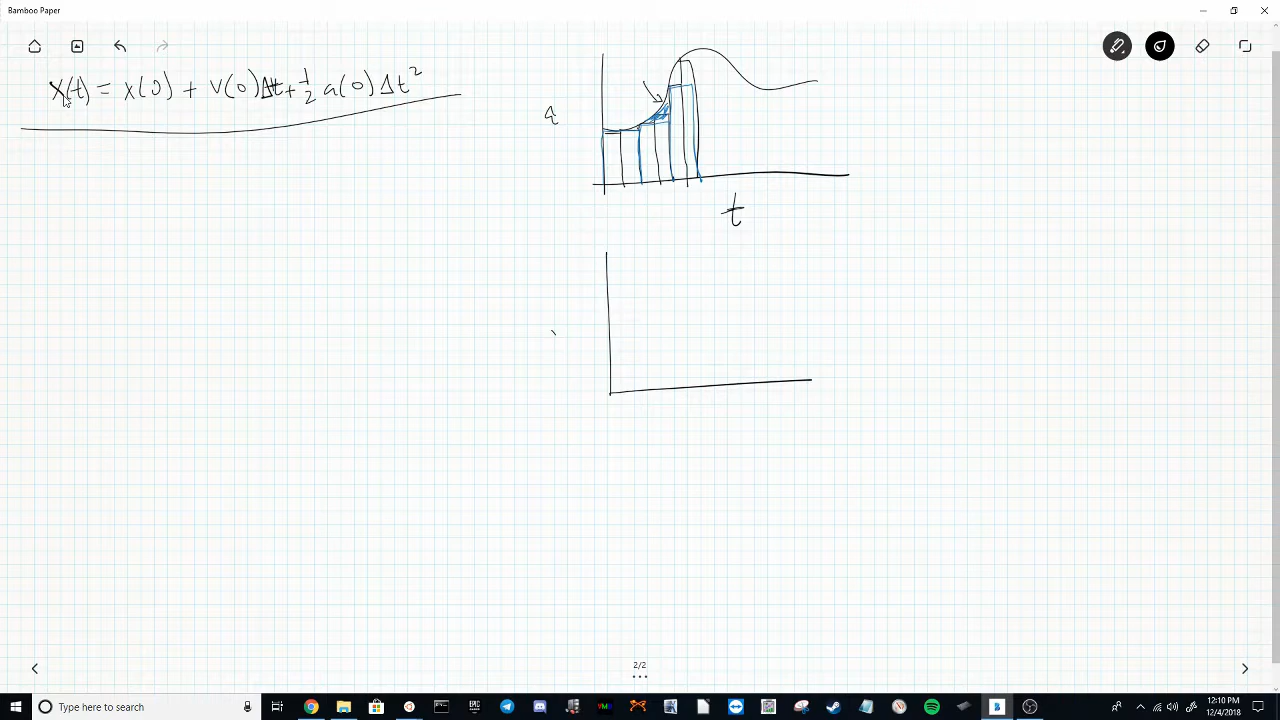 Bamboo Paper
x(t) = x(0) + v(0)Δt + 1/2 a(0) Δt²
a
t
2/2
Type here to search
12:10 PM
12/4/2018